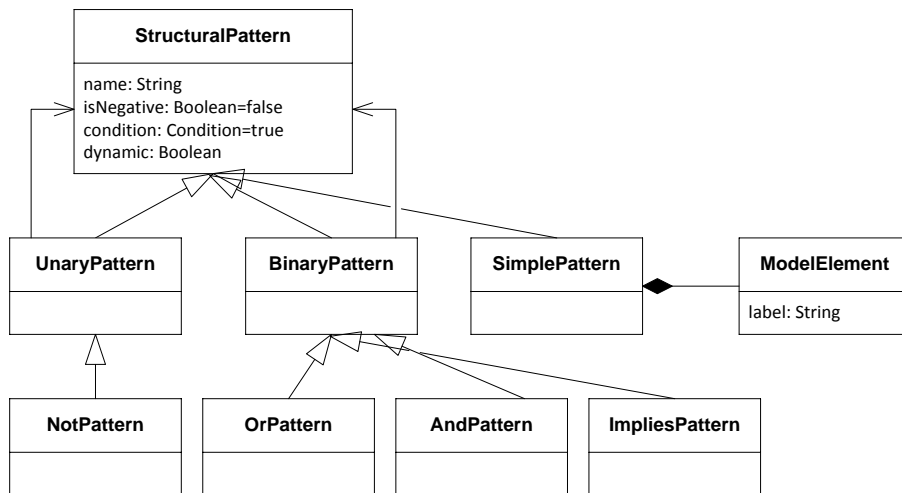 StructuralPattern
name: String
isNegative: Boolean=false
condition: Condition=true
dynamic: Boolean
UnaryPattern
BinaryPattern
SimplePattern
ModelElement
label: String
NotPattern
OrPattern
AndPattern
ImpliesPattern